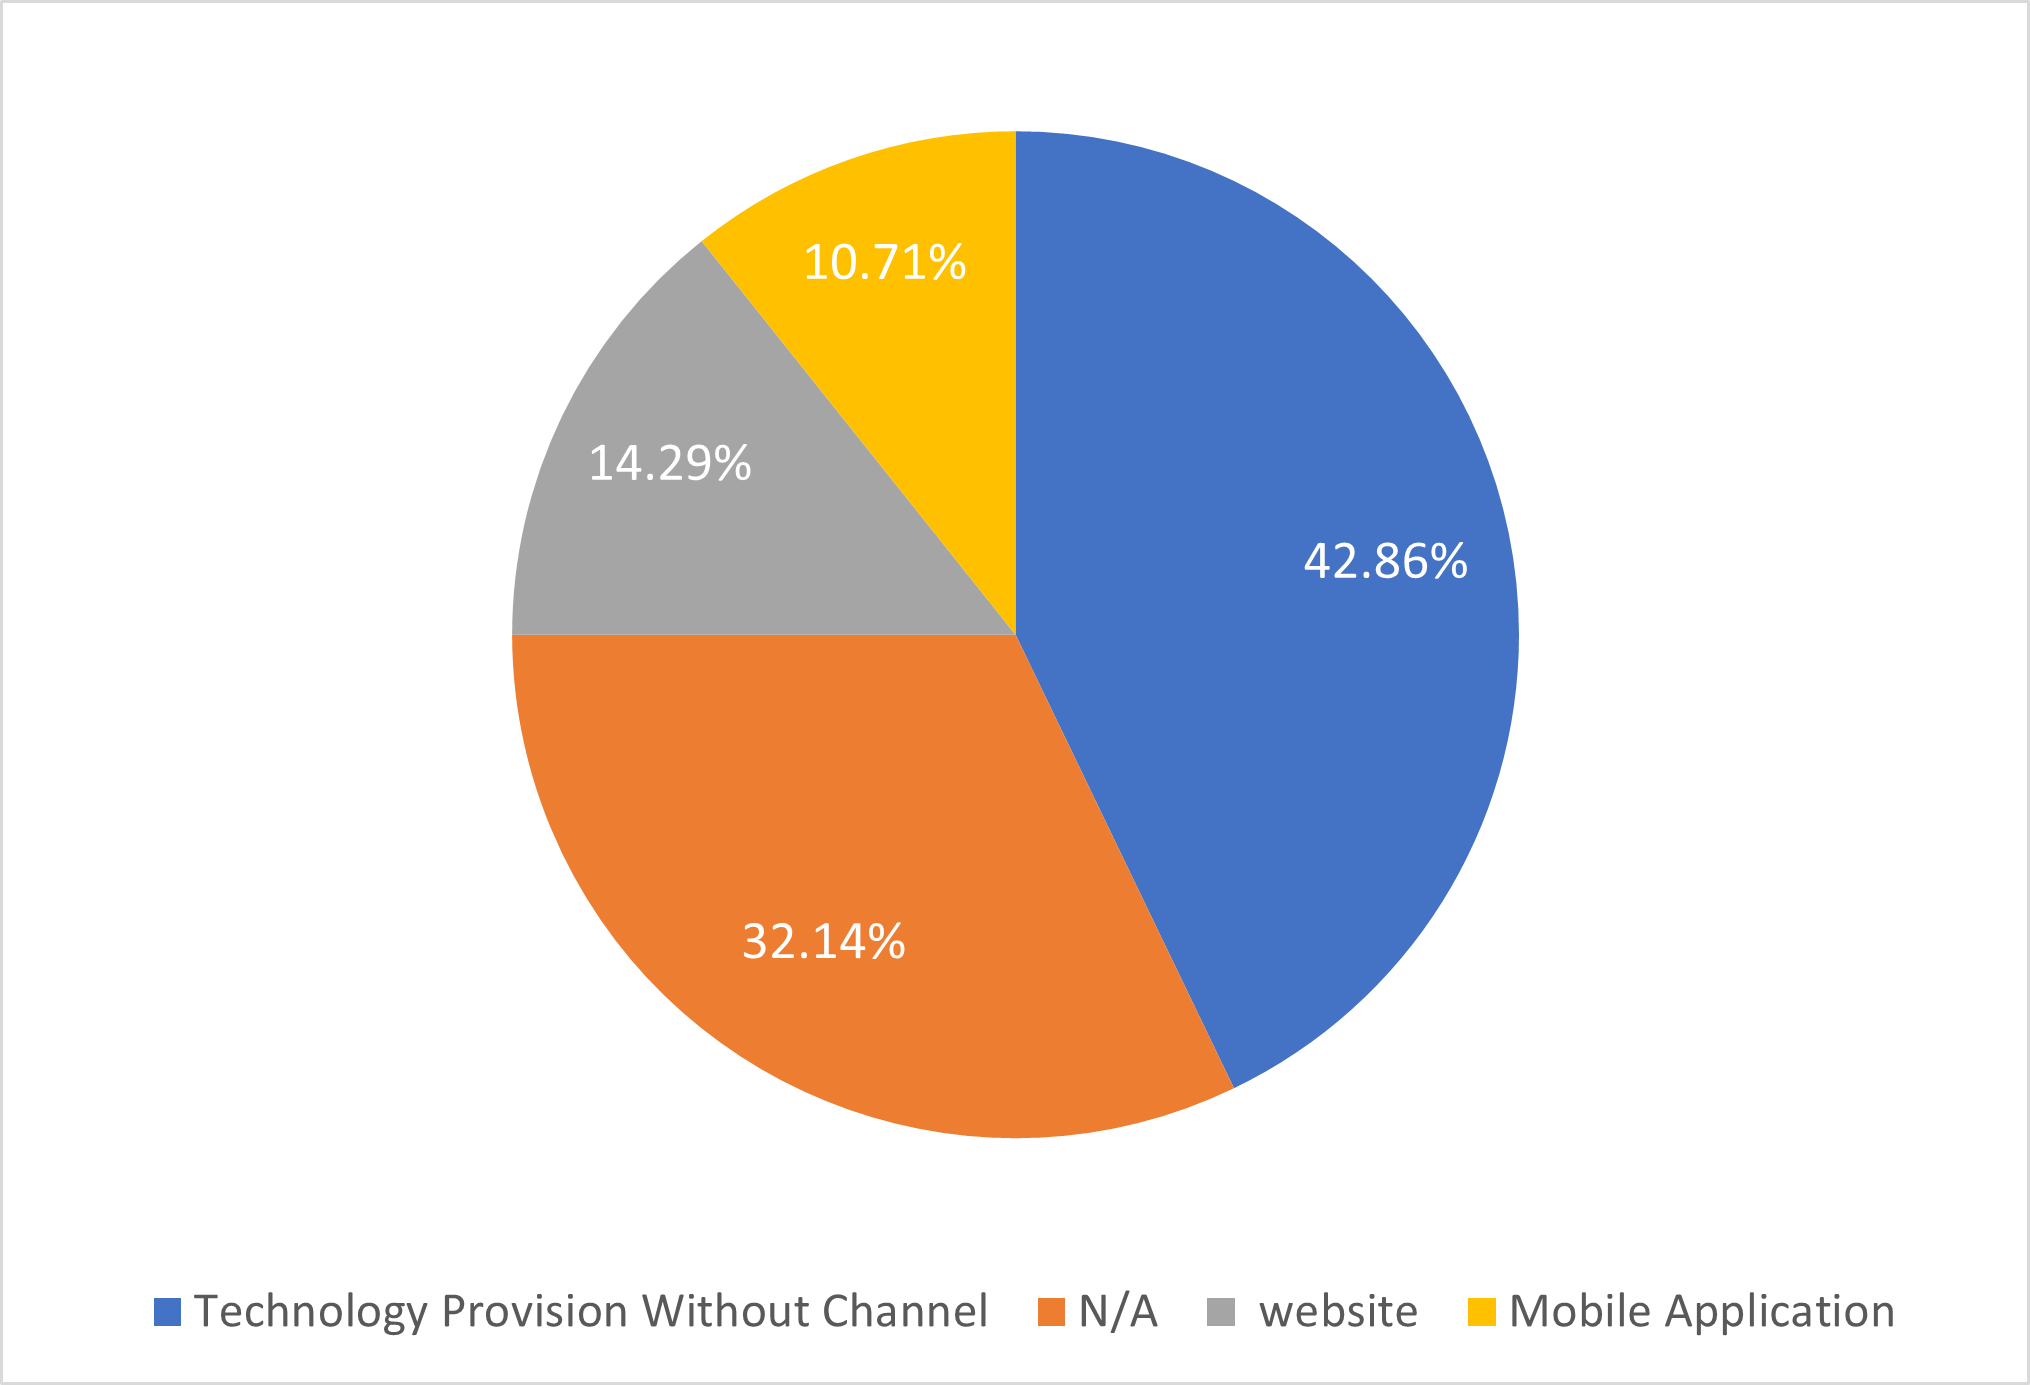 10.71%
14.29%
42.86%
32.14%
Technology Provision Without Channel N/A website Mobile Application